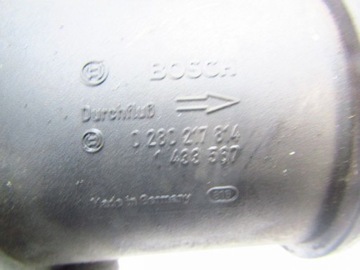 BOSCH
Durchfluß
0 280 217 814
1 433 567
Made in Germany